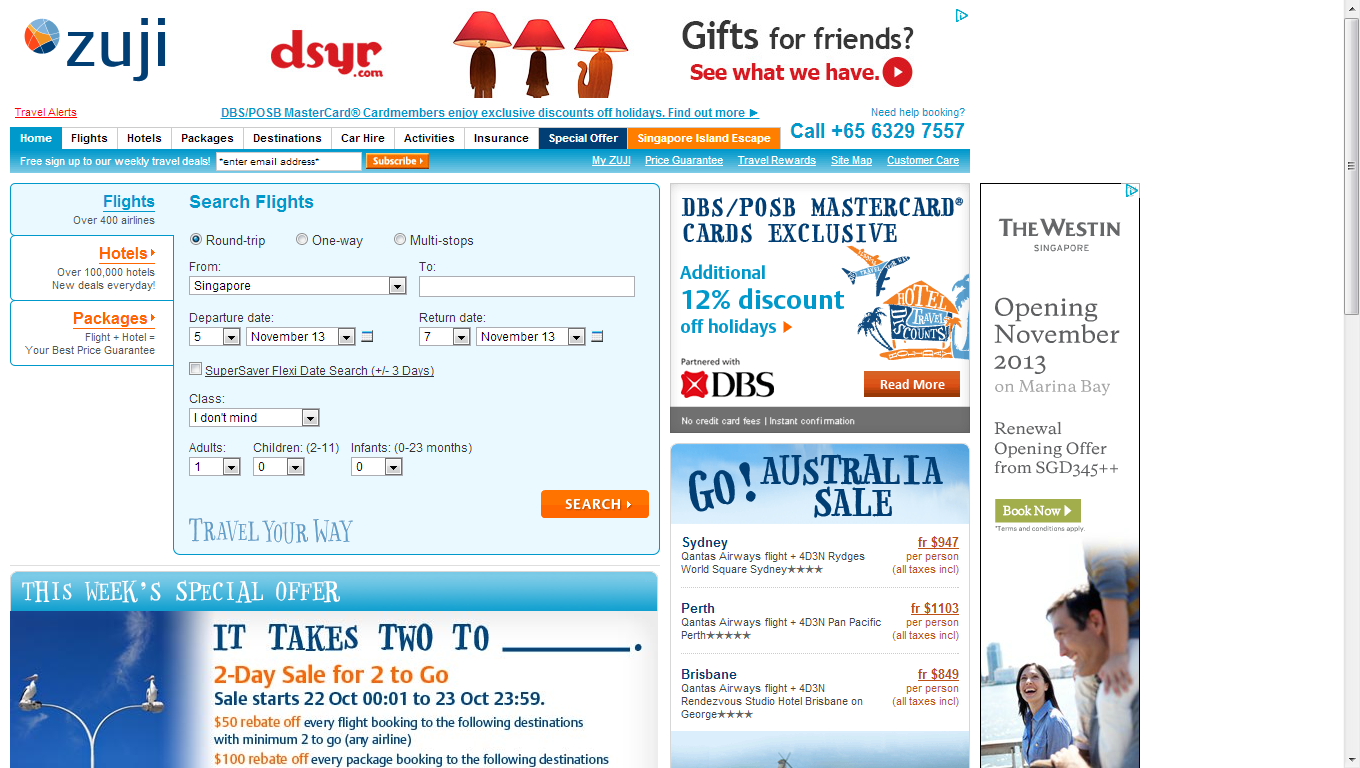 zuji
dsyr
.com
Gifts for friends?
See what we have.
Travel Alerts
DBS/POSB MasterCard® Cardmembers enjoy exclusive discounts off holidays. Find out more ►
Need help booking?
Call +65 6329 7557
Home Flights Hotels Packages Destinations Car Hire Activities Insurance Special Offer Singapore Island Escape
Free sign up to our weekly travel deals! *enter email address* Subscribe
My ZUJI Price Guarantee Travel Rewards Site Map Customer Care
Flights
Over 400 airlines
Hotels
Over 100,000 hotels
New deals everyday!
Packages
Flight + Hotel =
Your Best Price Guarantee
Search Flights
Round-trip One-way Multi-stops
From: To:
Singapore
Departure date: Return date:
5 November 13 7 November 13
SuperSaver Flexi Date Search (+/- 3 Days)
Class:
I don't mind
Adults: Children: (2-11) Infants: (0-23 months)
1 0 0
SEARCH
TRAVEL YOUR WAY
DBS/POSB MASTERCARD®
CARDS EXCLUSIVE
Additional
12% discount
off holidays
HOTEL
TRAVEL
DISCOUNTS
Partnered with
DBS
Read More
No credit card fees | Instant confirmation
GO! AUSTRALIA
SALE
Sydney fr $947
Qantas Airways flight + 4D3N Rydges per person
World Square Sydney★★★★ (all taxes incl)
Perth fr $1103
Qantas Airways flight + 4D3N Pan Pacific per person
Perth★★★★★ (all taxes incl)
Brisbane fr $849
Qantas Airways flight + 4D3N per person
Rendezvous Studio Hotel Brisbane on (all taxes incl)
George★★★★
THE WESTIN
SINGAPORE
Opening
November
2013
on Marina Bay
Renewal
Opening Offer
from SGD345++
Book Now
*Terms and conditions apply.
THIS WEEK'S SPECIAL OFFER
IT TAKES TWO TO ________.
2-Day Sale for 2 to Go
Sale starts 22 Oct 00:01 to 23 Oct 23:59.
$50 rebate off every flight booking to the following destinations
with minimum 2 to go (any airline)
$100 rebate off every package booking to the following destinations